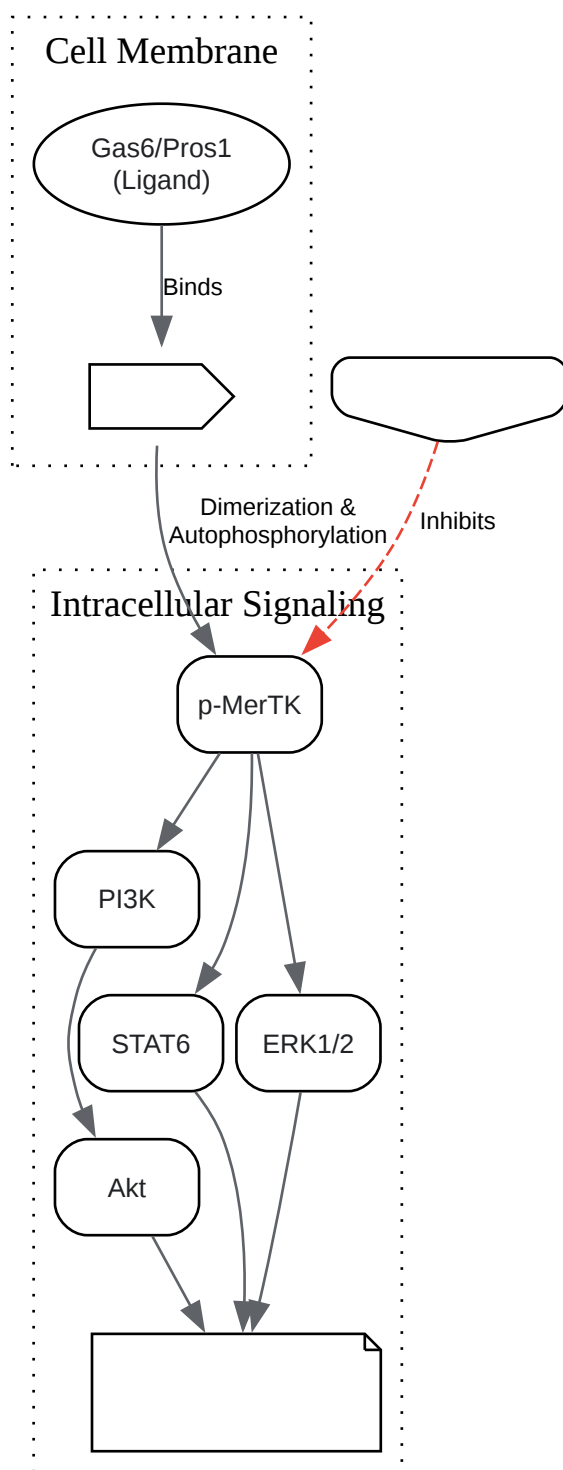 Cell Membrane
Gas6/Pros1
(Ligand)
Binds
Dimerization &
Autophosphorylation
Inhibits
Intracellular Signaling
p-MerTK
PI3K
STAT6
ERK1/2
Akt